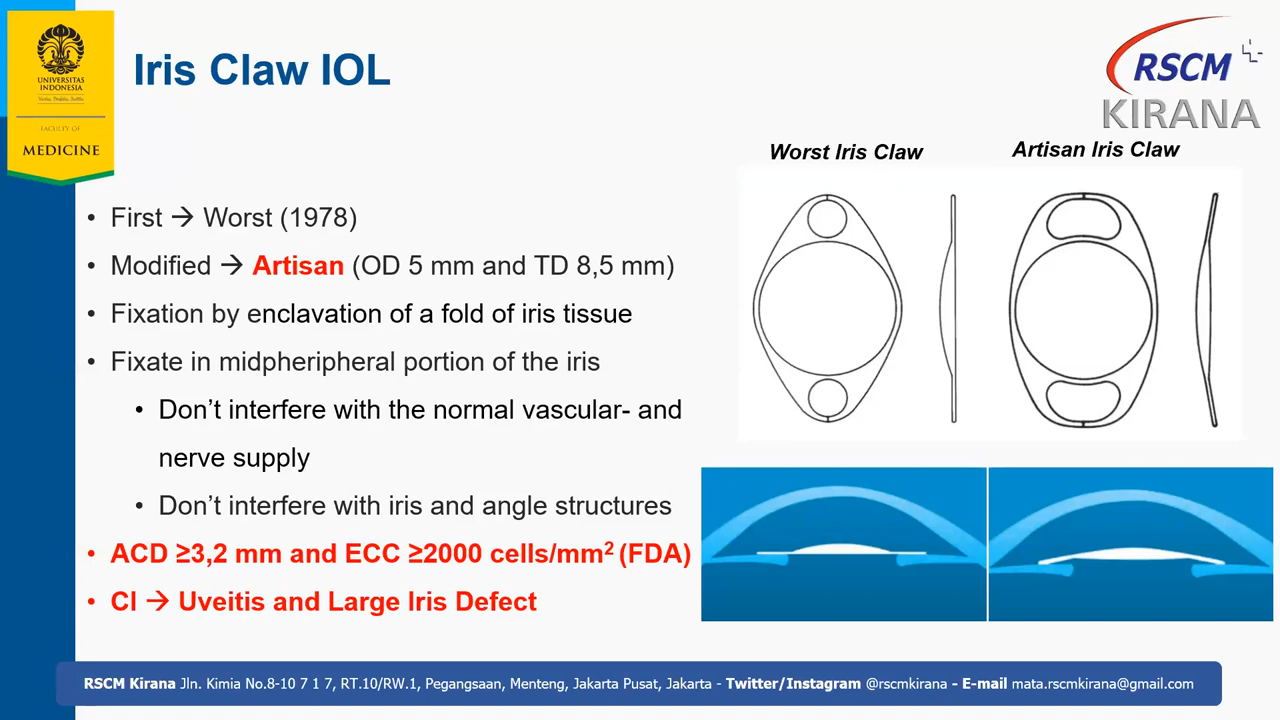 UNIVERSITAS
INDONESIA
Veritas, Probitas, Iustitia
FACULTY OF
MEDICINE
Iris Claw IOL
RSCM
KIRANA
Worst Iris Claw
Artisan Iris Claw
• First → Worst (1978)
• Modified → Artisan (OD 5 mm and TD 8,5 mm)
• Fixation by enclavation of a fold of iris tissue
• Fixate in midpheripheral portion of the iris
• Don’t interfere with the normal vascular- and
nerve supply
• Don’t interfere with iris and angle structures
• ACD ≥3,2 mm and ECC ≥2000 cells/mm² (FDA)
• CI → Uveitis and Large Iris Defect
RSCM Kirana Jln. Kimia No.8-10 7 1 7, RT.10/RW.1, Pegangsaan, Menteng, Jakarta Pusat, Jakarta - Twitter/Instagram @rscmkirana - E-mail mata.rscmkirana@gmail.com